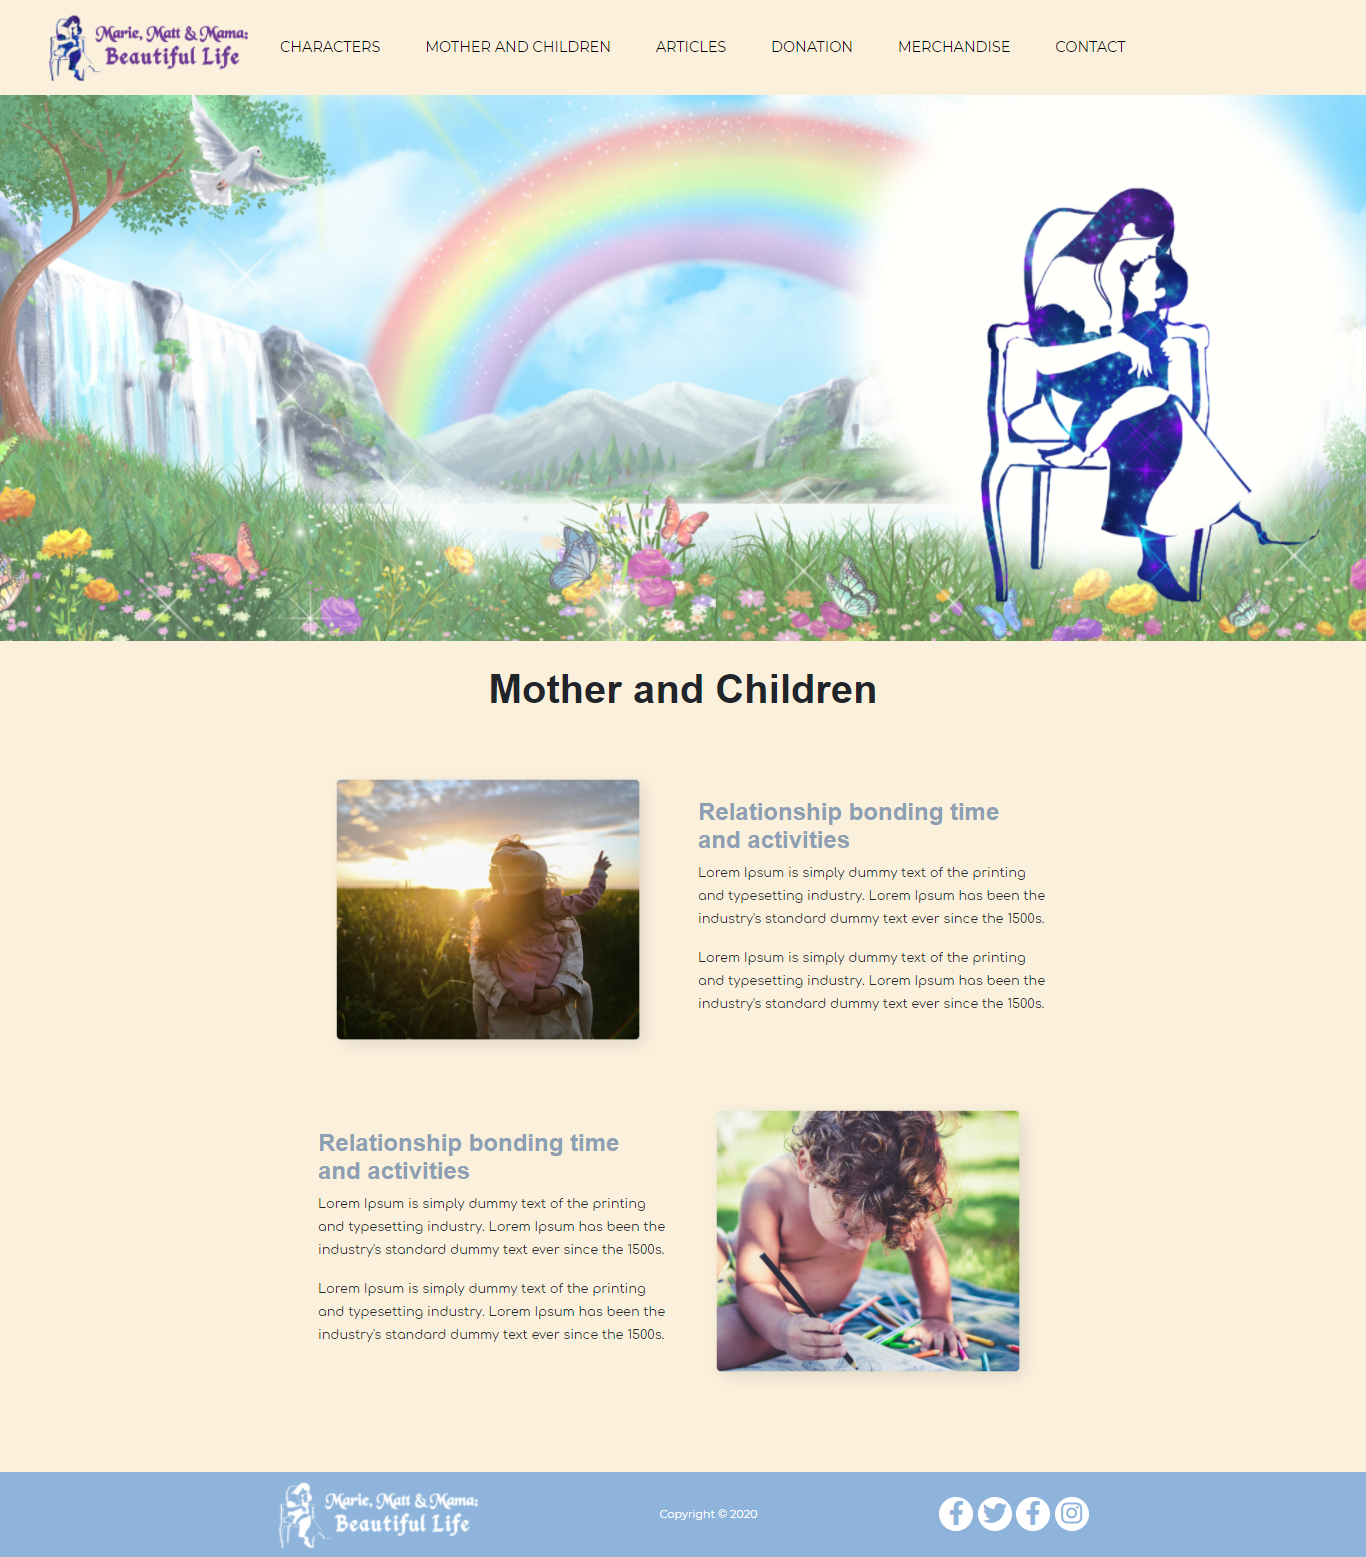 Marie, Matt & Mama:
Beautiful Life
CHARACTERS MOTHER AND CHILDREN ARTICLES DONATION MERCHANDISE CONTACT
Mother and Children
Relationship bonding time
and activities
Lorem Ipsum is simply dummy text of the printing
and typesetting industry. Lorem Ipsum has been the
industry's standard dummy text ever since the 1500s.
Lorem Ipsum is simply dummy text of the printing
and typesetting industry. Lorem Ipsum has been the
industry's standard dummy text ever since the 1500s.
Relationship bonding time
and activities
Lorem Ipsum is simply dummy text of the printing
and typesetting industry. Lorem Ipsum has been the
industry's standard dummy text ever since the 1500s.
Lorem Ipsum is simply dummy text of the printing
and typesetting industry. Lorem Ipsum has been the
industry's standard dummy text ever since the 1500s.
Marie, Matt & Mama:
Beautiful Life
Copyright © 2020